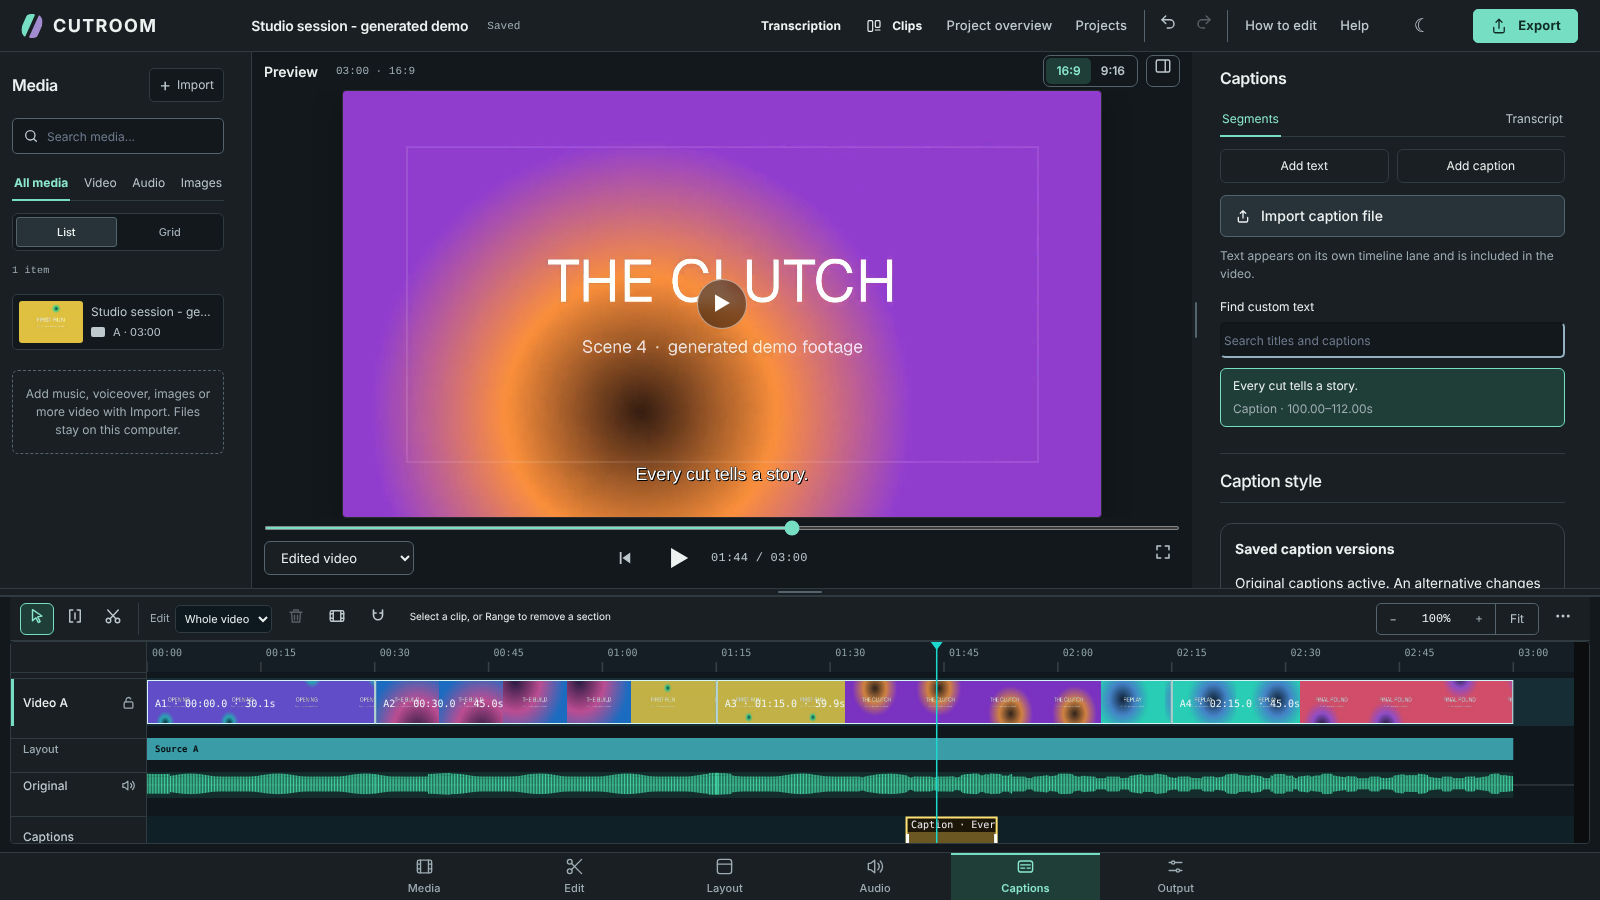 CUTROOM
Studio session - generated demo
Saved
Transcription
Clips
Project overview
Projects
How to edit
Help
Export
Media
Import
Search media...
All media
Video
Audio
Images
List
Grid
1 item
Studio session - ge...
A · 03:00
Add music, voiceover, images or
more video with Import. Files
stay on this computer.
Preview
03:00 · 16:9
16:9
9:16
THE CLUTCH
Scene 4 · generated demo footage
Every cut tells a story.
Edited video
01:44 / 03:00
Captions
Segments
Transcript
Add text
Add caption
Import caption file
Text appears on its own timeline lane and is included in the
video.
Find custom text
Search titles and captions
Every cut tells a story.
Caption · 100.00–112.00s
Caption style
Saved caption versions
Original captions active. An alternative changes
Edit
Whole video
Select a clip, or Range to remove a section
100%
Fit
00:00
00:15
00:30
00:45
01:00
01:15
01:30
01:45
02:00
02:15
02:30
02:45
03:00
Video A
A1 · 00:00.0 · 30.1s
A2 · 00:30.0 · 45.0s
A3 · 01:15.0 · 59.9s
A4 · 02:15.0 · 45.0s
Layout
Source A
Original
Captions
Caption · Ever
Media
Edit
Layout
Audio
Captions
Output